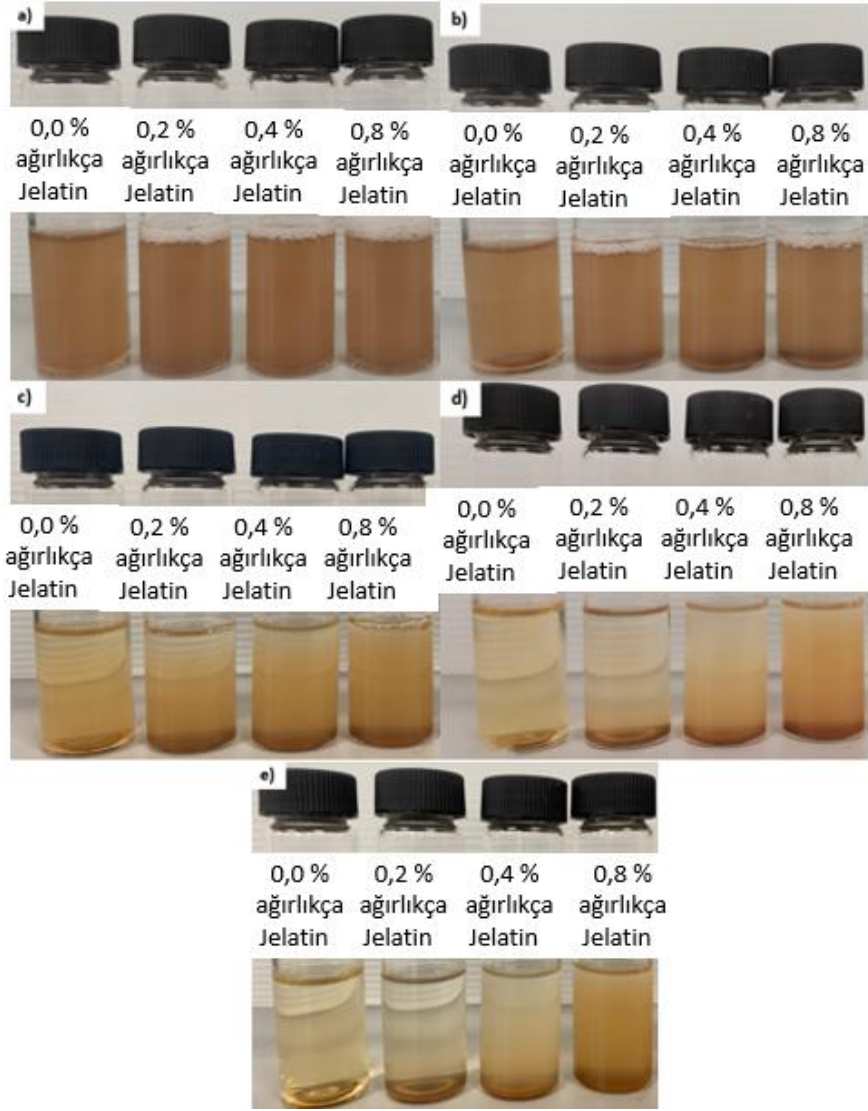 a)
0,0 %
ağırlıkça
Jelatin
0,2 %
ağırlıkça
Jelatin
0,4 %
ağırlıkça
Jelatin
0,8 %
ağırlıkça
Jelatin
b)
0,0 %
ağırlıkça
Jelatin
0,2 %
ağırlıkça
Jelatin
0,4 %
ağırlıkça
Jelatin
0,8 %
ağırlıkça
Jelatin
c)
0,0 %
ağırlıkça
Jelatin
0,2 %
ağırlıkça
Jelatin
0,4 %
ağırlıkça
Jelatin
0,8 %
ağırlıkça
Jelatin
d)
0,0 %
ağırlıkça
Jelatin
0,2 %
ağırlıkça
Jelatin
0,4 %
ağırlıkça
Jelatin
0,8 %
ağırlıkça
Jelatin
e)
0,0 %
ağırlıkça
Jelatin
0,2 %
ağırlıkça
Jelatin
0,4 %
ağırlıkça
Jelatin
0,8 %
ağırlıkça
Jelatin